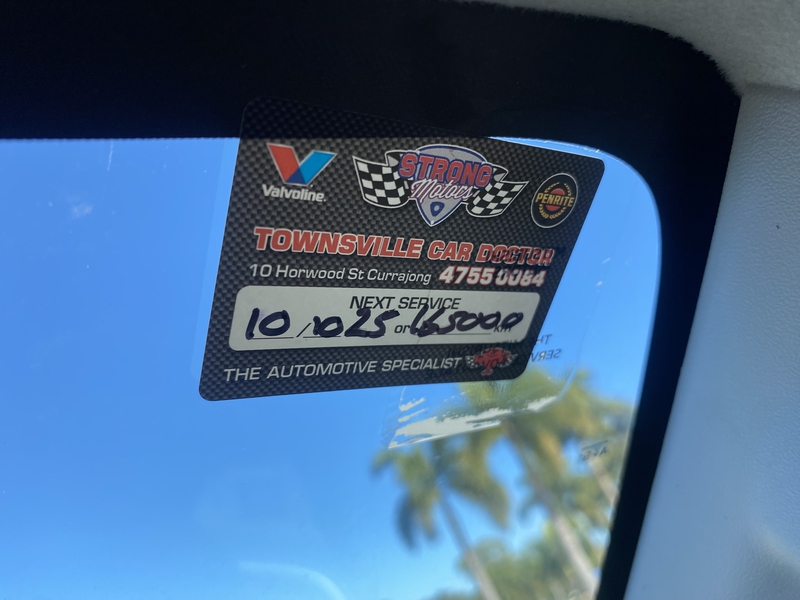 Valvoline.
STRONG
Motors
PENRITE
TOWNSVILLE CAR DOCTOR
10 Horwood St Currajong 4755 0084
NEXT SERVICE
10/10 25 or 165000 km
THE AUTOMOTIVE SPECIALIST